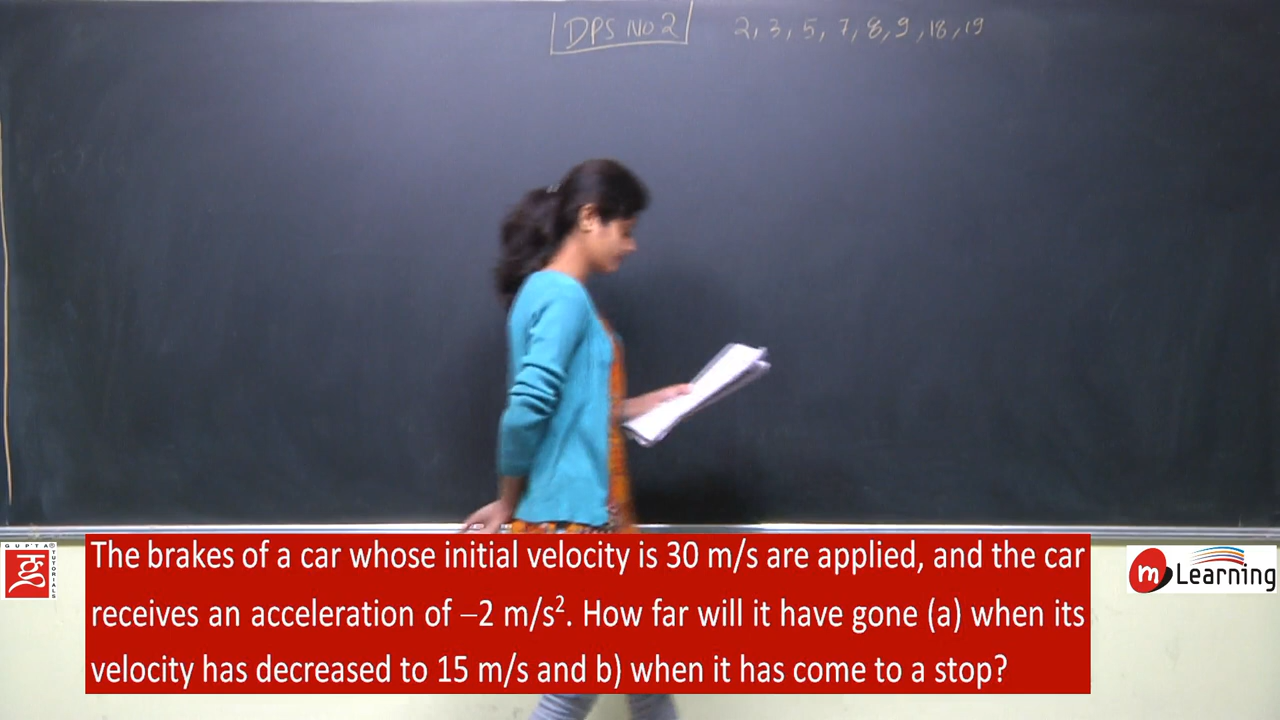 DPS NO 2
2, 3, 5, 7, 8, 9, 18, 19
GUPTA
TUTORIALS
The brakes of a car whose initial velocity is 30 m/s are applied, and the car
receives an acceleration of –2 m/s². How far will it have gone (a) when its
velocity has decreased to 15 m/s and b) when it has come to a stop?
m Learning